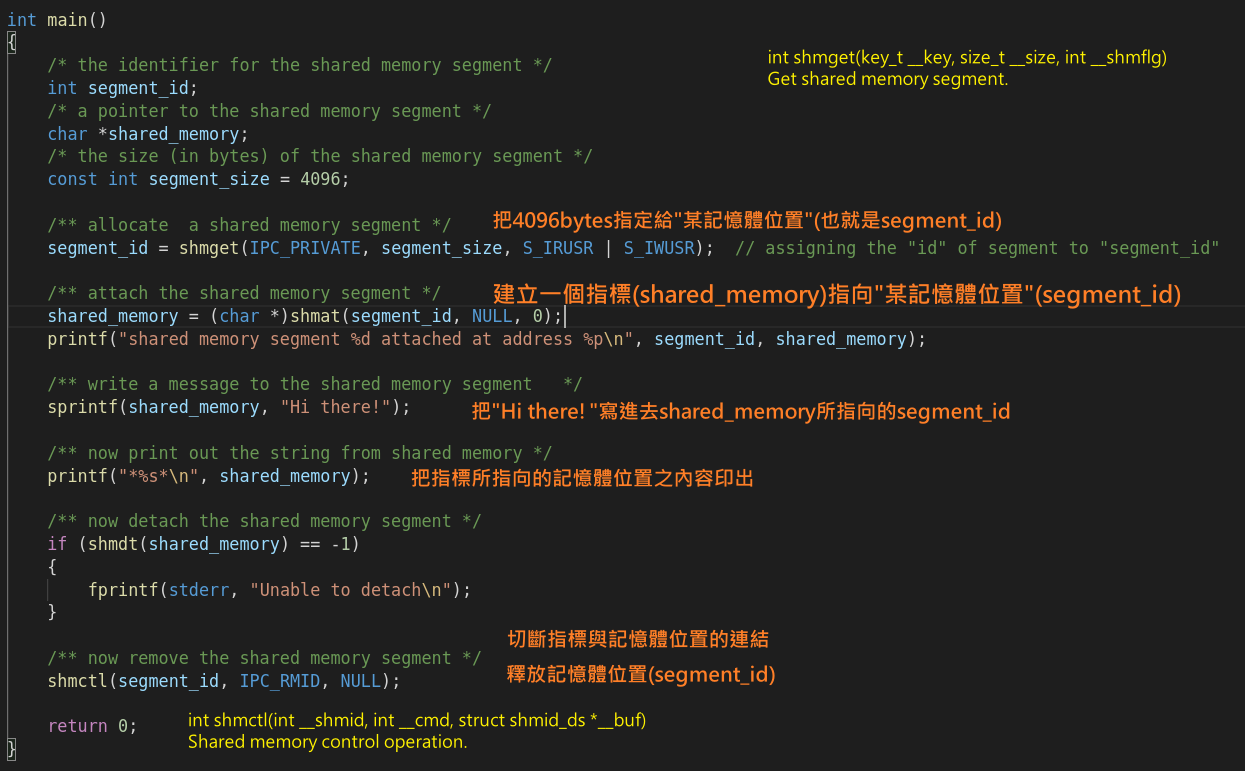 int main()
{
/* the identifier for the shared memory segment */
int shmget(key_t __key, size_t __size, int __shmflg)
Get shared memory segment.
int segment_id;
/* a pointer to the shared memory segment */
char *shared_memory;
/* the size (in bytes) of the shared memory segment */
const int segment_size = 4096;
/** allocate  a shared memory segment */
把4096bytes指定給"某記憶體位置"(也就是segment_id)
segment_id = shmget(IPC_PRIVATE, segment_size, S_IRUSR | S_IWUSR);  // assigning the "id" of segment to "segment_id"
/** attach the shared memory segment */
建立一個指標(shared_memory)指向"某記憶體位置"(segment_id)
shared_memory = (char *)shmat(segment_id, NULL, 0);
printf("shared memory segment %d attached at address %p\n", segment_id, shared_memory);
/** write a message to the shared memory segment   */
sprintf(shared_memory, "Hi there!");
把"Hi there! "寫進去shared_memory所指向的segment_id
/** now print out the string from shared memory */
printf("*%s*\n", shared_memory);
把指標所指向的記憶體位置之內容印出
/** now detach the shared memory segment */
if (shmdt(shared_memory) == -1)
{
fprintf(stderr, "Unable to detach\n");
}
切斷指標與記憶體位置的連結
/** now remove the shared memory segment */
釋放記憶體位置(segment_id)
shmctl(segment_id, IPC_RMID, NULL);
return 0;
int shmctl(int __shmid, int __cmd, struct shmid_ds *__buf)
Shared memory control operation.
}